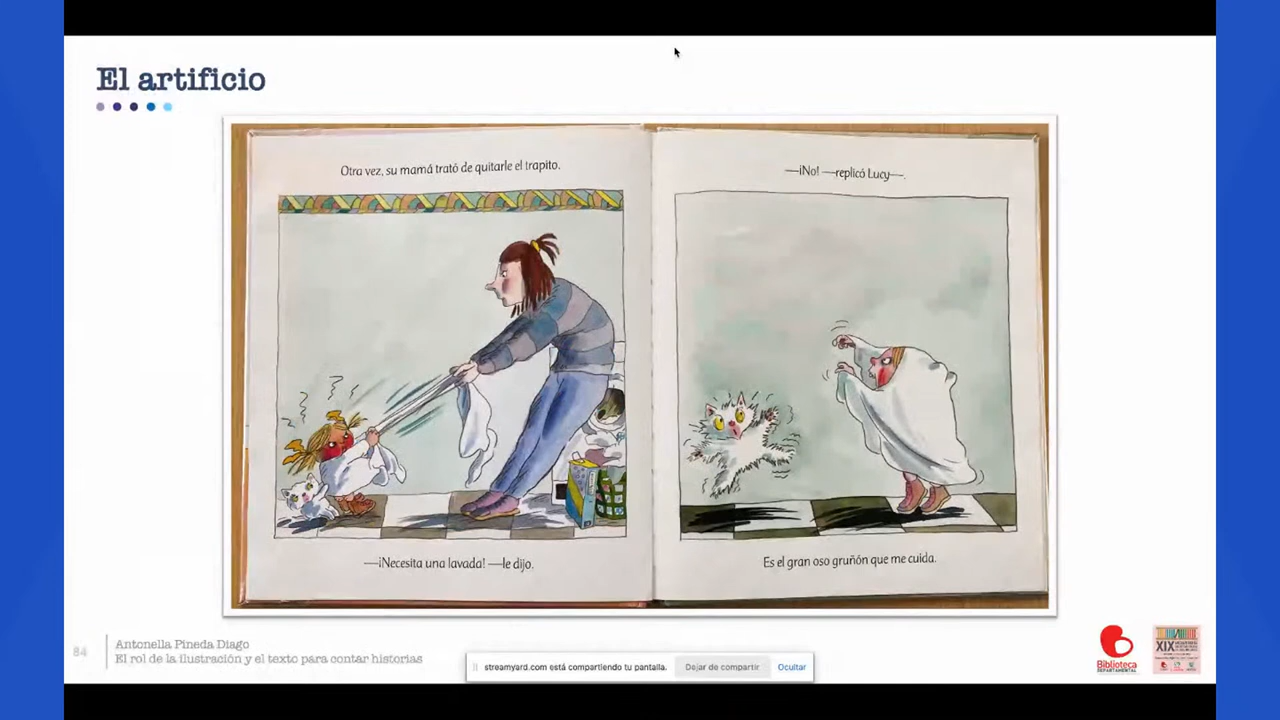 El artificio
Otra vez, su mamá trató de quitarle el trapito.
—¡Necesita una lavada! —le dijo.
—¡No! —replicó Lucy—.
Es el gran oso gruñón que me cuida.
84
Antonella Pineda Diago
El rol de la ilustración y el texto para contar historias
streamyard.com está compartiendo tu pantalla.
Dejar de compartir
Ocultar
Biblioteca
DEPARTAMENTAL
XIX